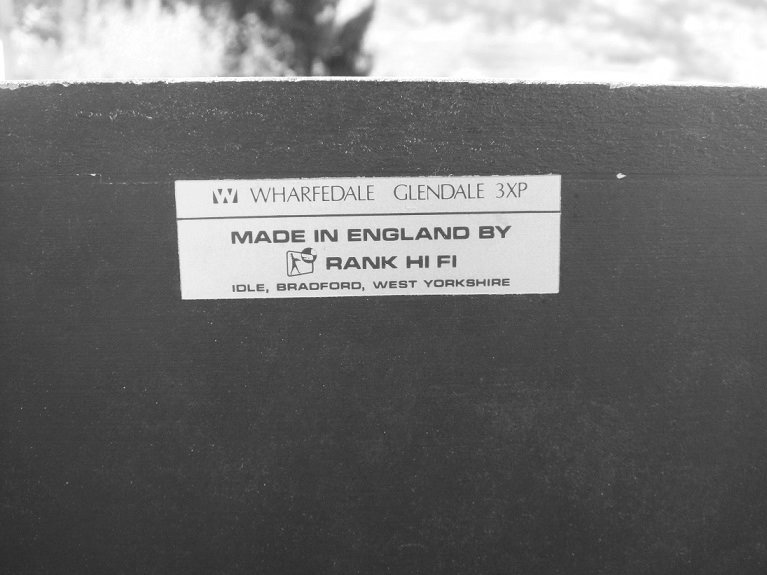 W WHARFEDALE GLENDALE 3XP
MADE IN ENGLAND BY
RANK HI FI
IDLE, BRADFORD, WEST YORKSHIRE